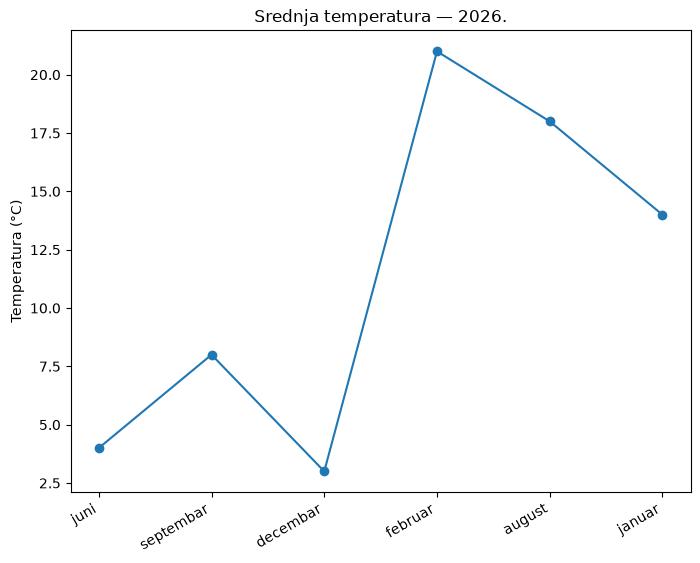 Srednja temperatura — 2026.
Temperatura (°C)
20.0
17.5
15.0
12.5
10.0
7.5
5.0
2.5
juni
septembar
decembar
februar
august
januar